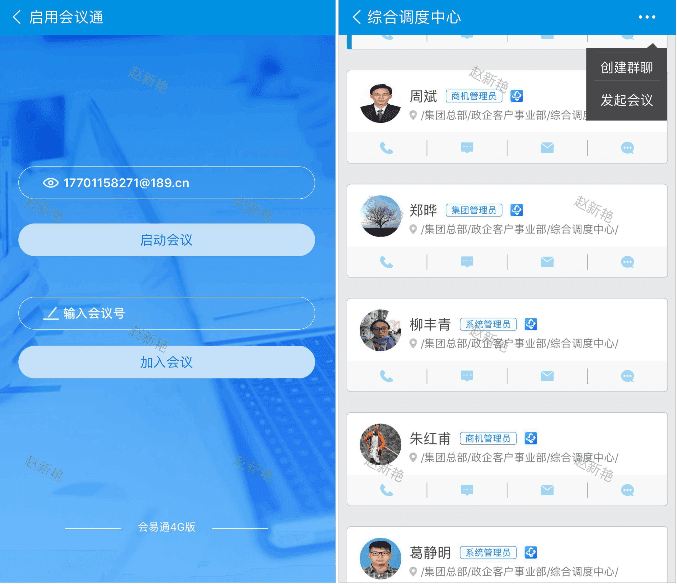 启用会议通
赵新艳
17701158271@189.cn
赵新艳
赵新艳
启动会议
输入会议号
赵新艳
加入会议
赵新艳
赵新艳
会易通4G版
综合调度中心
创建群聊
发起会议
赵新艳
周斌 商机管理员
/集团总部/政企客户事业部/综合调度
郑晔 集团管理员
赵新艳
/集团总部/政企客户事业部/综合调度中心/
柳丰青 系统管理员
赵新艳
/集团总部/政企客户事业部/综合调度中心/
朱红甫 商机管理员
/集团总部/政企客户事业部/综合调度中心/
赵新艳
赵新艳
葛静明 系统管理员
/集团总部/政企客户事业部/综合调度中心/